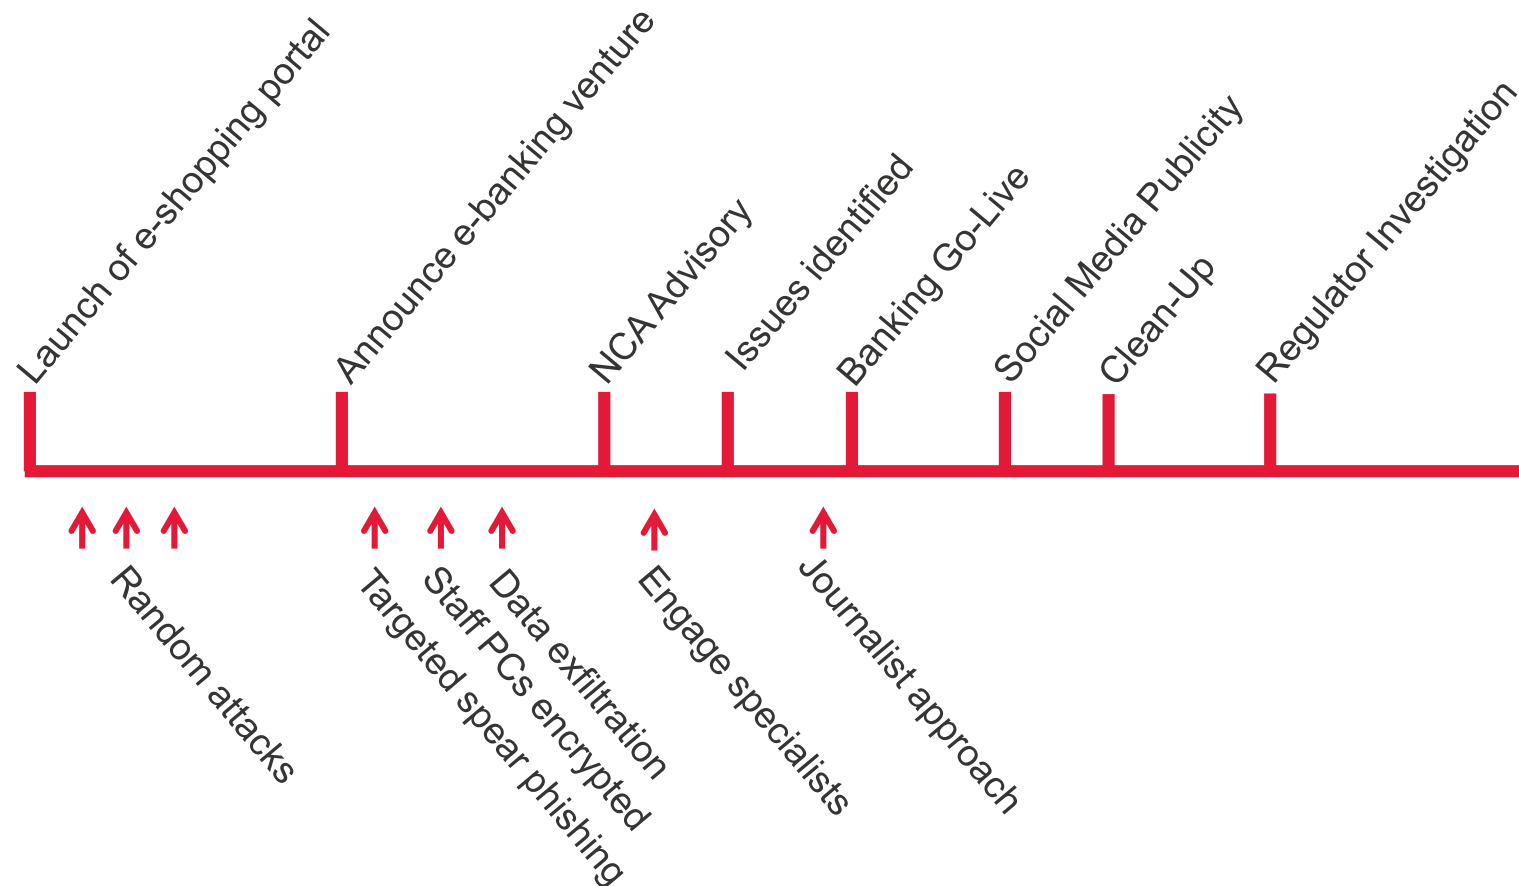 Launch of e-shopping portal
Announce e-banking venture
NCA Advisory
Issues identified
Banking Go-Live
Social Media Publicity
Clean-Up
Regulator Investigation
Random attacks
Targeted spear phishing
Staff PCs encrypted
Data exfiltration
Engage specialists
Journalist approach